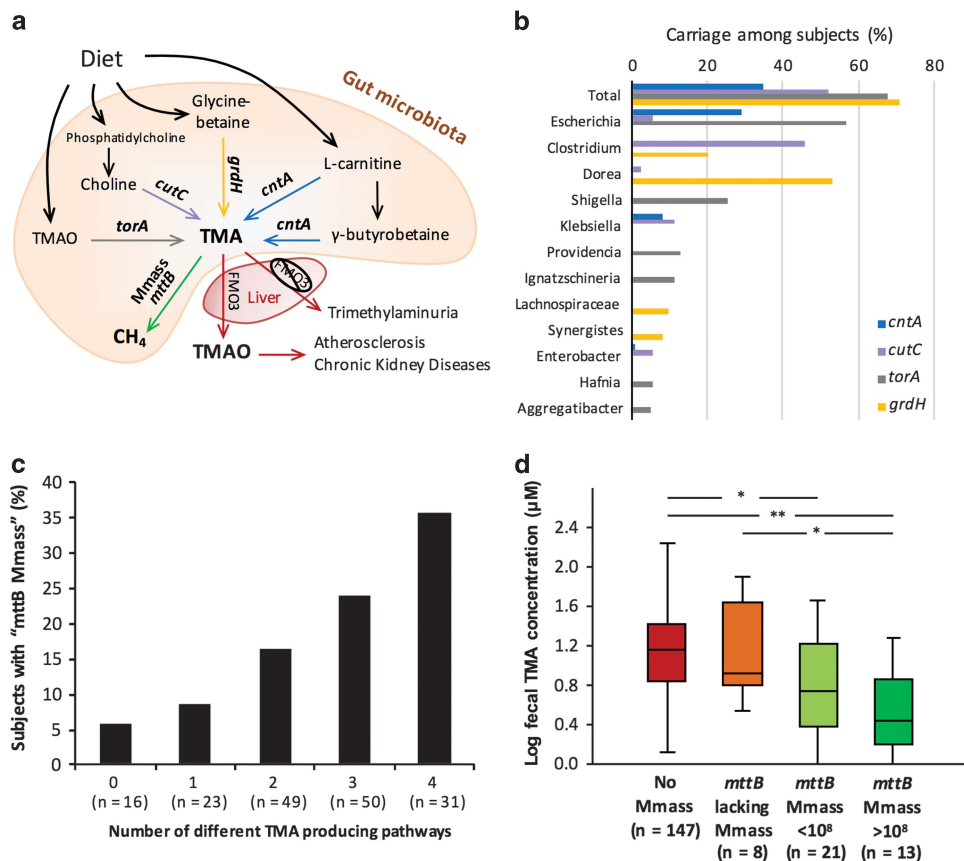 a
Diet
Gut microbiota
Glycine-
betaine
Phosphatidylcholine
L-carnitine
Choline
cutC
grdH
cntA
TMAO
torA
TMA
cntA
γ-butyrobetaine
Mmass
mttB
FMO3
FMO3
Liver
Trimethylaminuria
CH4
TMAO
Atherosclerosis
Chronic Kidney Diseases
b
Carriage among subjects (%)
0 20 40 60 80
Total
Escherichia
Clostridium
Dorea
Shigella
Klebsiella
Providencia
Ignatzschineria
Lachnospiraceae
Synergistes
Enterobacter
Hafnia
Aggregatibacter
cntA
cutC
torA
grdH
c
Subjects with "mttB Mmass" (%)
40
35
30
25
20
15
10
5
0
0 1 2 3 4
(n = 16) (n = 23) (n = 49) (n = 50) (n = 31)
Number of different TMA producing pathways
d
Log fecal TMA concentration (µM)
*
**
*
2.4
2.0
1.6
1.2
0.8
0.4
0.0
No
Mmass
(n = 147)
mttB
lacking
Mmass
(n = 8)
mttB
Mmass
<10⁸
(n = 21)
mttB
Mmass
>10⁸
(n = 13)